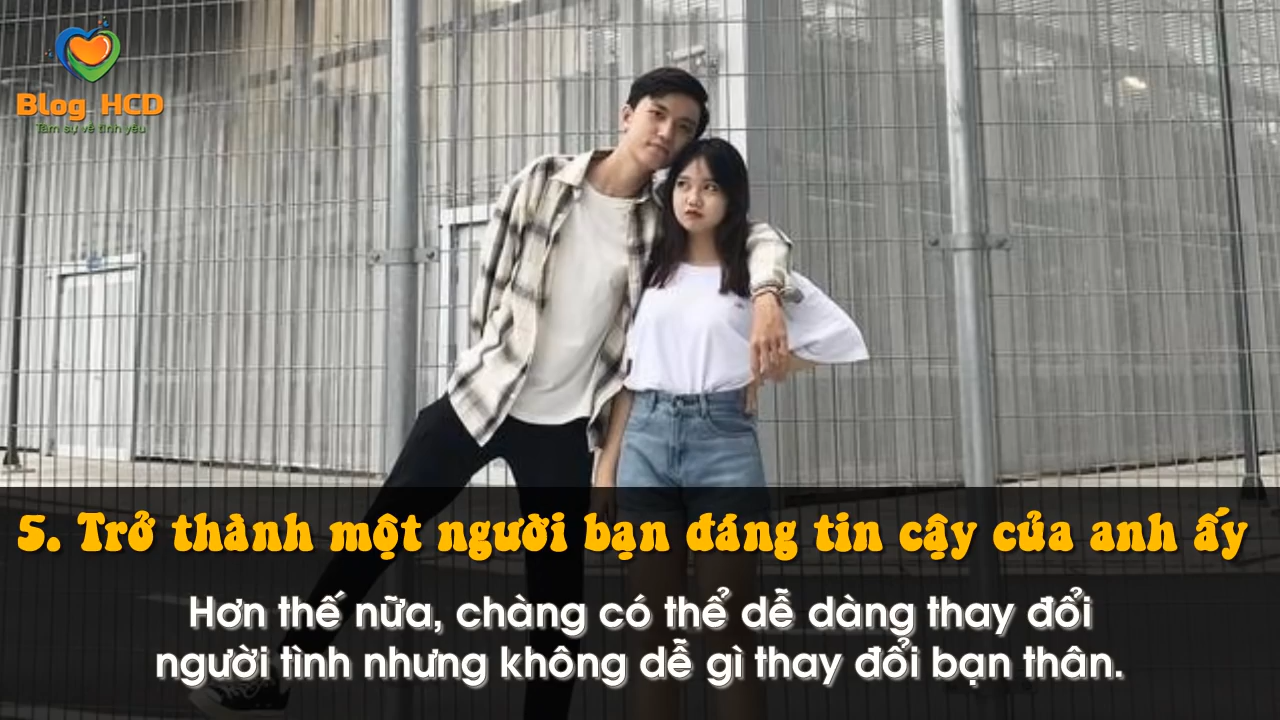 Blog HCD
Tâm sự về tình yêu
5. Trở thành một người bạn đáng tin cậy của anh ấy
Hơn thế nữa, chàng có thể dễ dàng thay đổi
người tình nhưng không dễ gì thay đổi bạn thân.